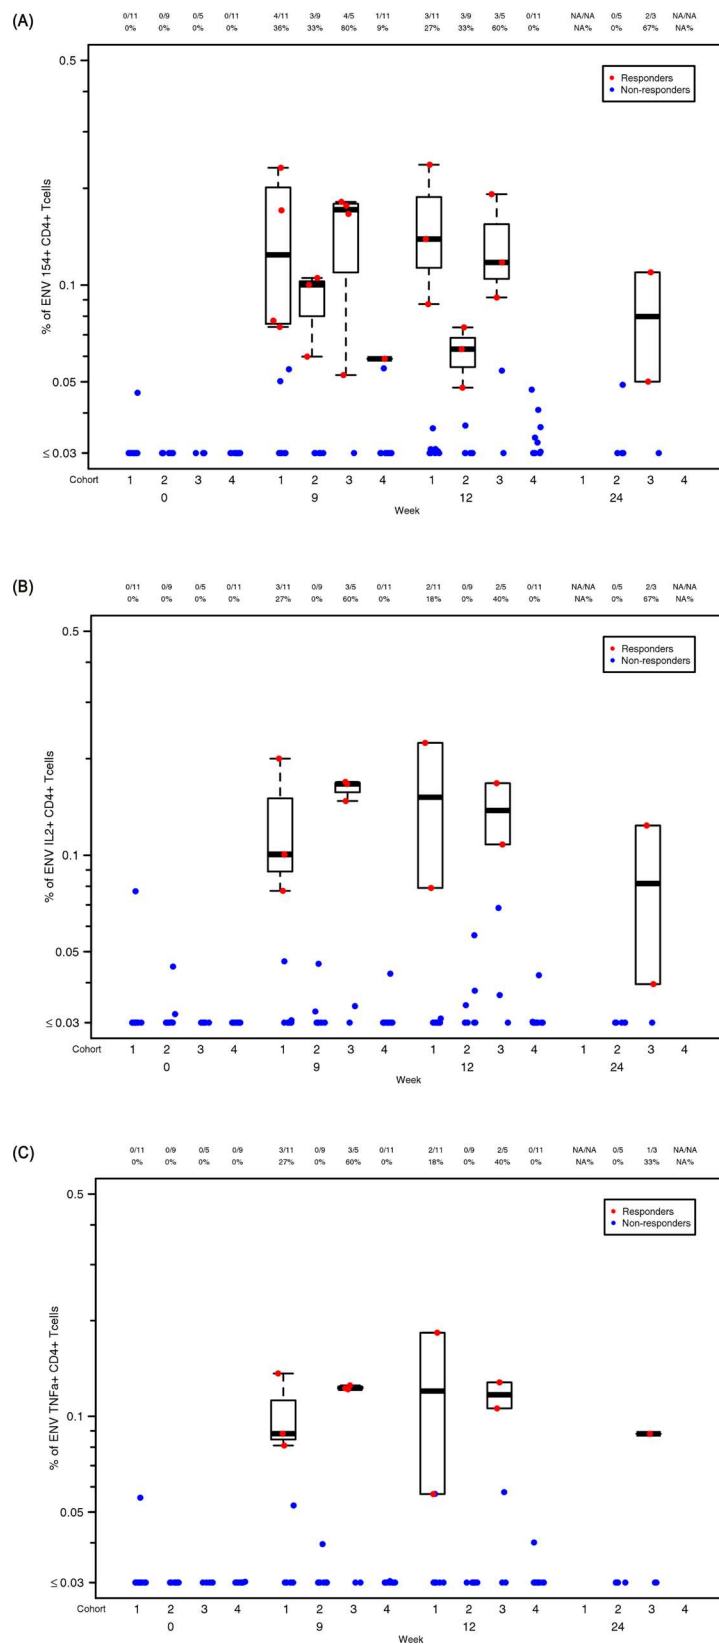 (A)
0/11 0/9 0/5 0/11 4/11 3/9 4/5 1/11 3/11 3/9 3/5 0/11 NA/NA 0/5 2/3 NA/NA
0% 0% 0% 0% 36% 33% 80% 9% 27% 33% 60% 0% NA% 0% 67% NA%
0.5
Responders
Non-responders
% of ENV 154+ CD4+ Tcells
0.1
0.05
≤ 0.03
Cohort 1 2 3 4 1 2 3 4 1 2 3 4 1 2 3 4
0 9 12 24
Week
(B)
0/11 0/9 0/5 0/11 3/11 0/9 3/5 0/11 2/11 0/9 2/5 0/11 NA/NA 0/5 2/3 NA/NA
0% 0% 0% 0% 27% 0% 60% 0% 18% 0% 40% 0% NA% 0% 67% NA%
0.5
Responders
Non-responders
% of ENV IL2+ CD4+ Tcells
0.1
0.05
≤ 0.03
Cohort 1 2 3 4 1 2 3 4 1 2 3 4 1 2 3 4
0 9 12 24
Week
(C)
0/11 0/9 0/5 0/9 3/11 0/9 3/5 0/11 2/11 0/9 2/5 0/11 NA/NA 0/5 1/3 NA/NA
0% 0% 0% 0% 27% 0% 60% 0% 18% 0% 40% 0% NA% 0% 33% NA%
0.5
Responders
Non-responders
% of ENV TNFa+ CD4+ Tcells
0.1
0.05
≤ 0.03
Cohort 1 2 3 4 1 2 3 4 1 2 3 4 1 2 3 4
0 9 12 24
Week